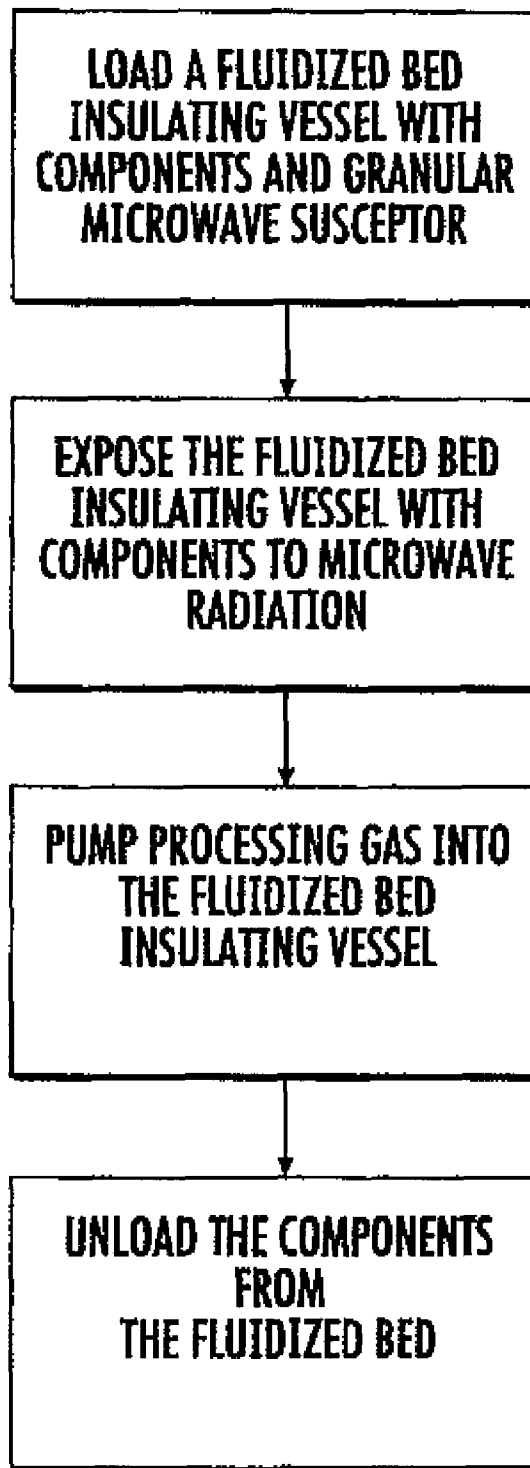 LOAD A FLUIDIZED BED
INSULATING VESSEL WITH
COMPONENTS AND GRANULAR
MICROWAVE SUSCEPTOR
EXPOSE THE FLUIDIZED BED
INSULATING VESSEL WITH
COMPONENTS TO MICROWAVE
RADIATION
PUMP PROCESSING GAS INTO
THE FLUIDIZED BED
INSULATING VESSEL
UNLOAD THE COMPONENTS
FROM
THE FLUIDIZED BED